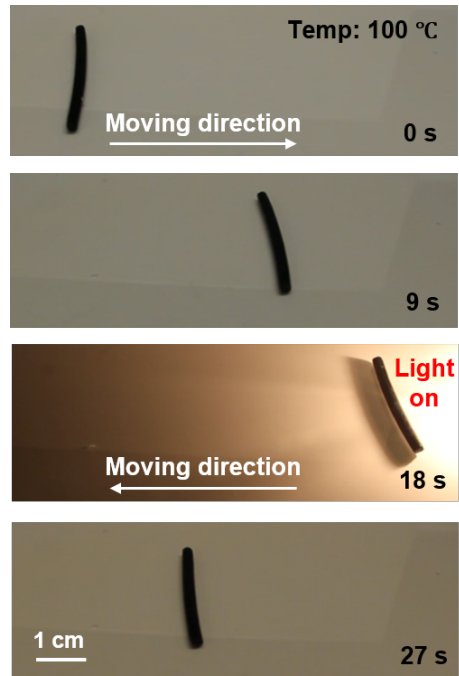 Temp: 100 ℃
Moving direction
0 s
9 s
Light
on
Moving direction
18 s
1 cm
27 s